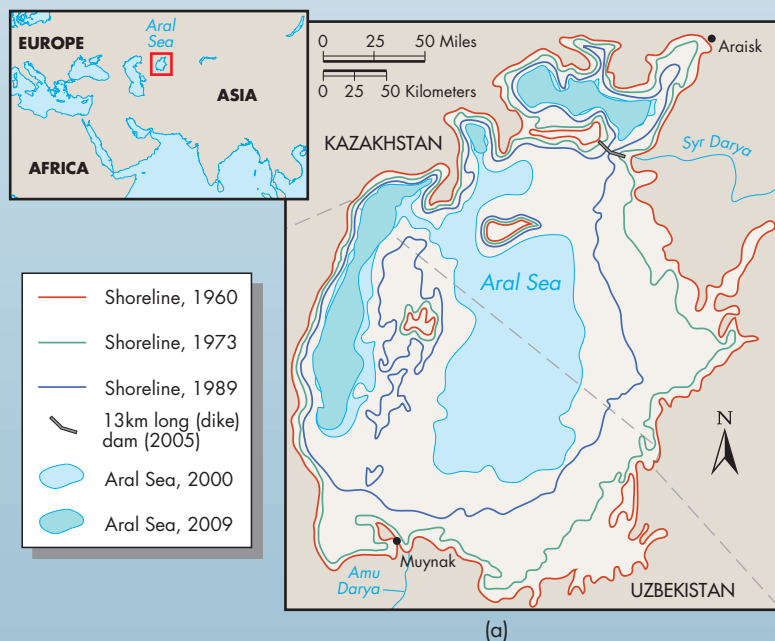 Aral
Sea
EUROPE
ASIA
AFRICA
0 25 50 Miles
0 25 50 Kilometers
Araisk
KAZAKHSTAN
Syr Darya
Aral Sea
N
Muynak
Amu
Darya
UZBEKISTAN
Shoreline, 1960
Shoreline, 1973
Shoreline, 1989
13km long (dike)
dam (2005)
Aral Sea, 2000
Aral Sea, 2009
(a)